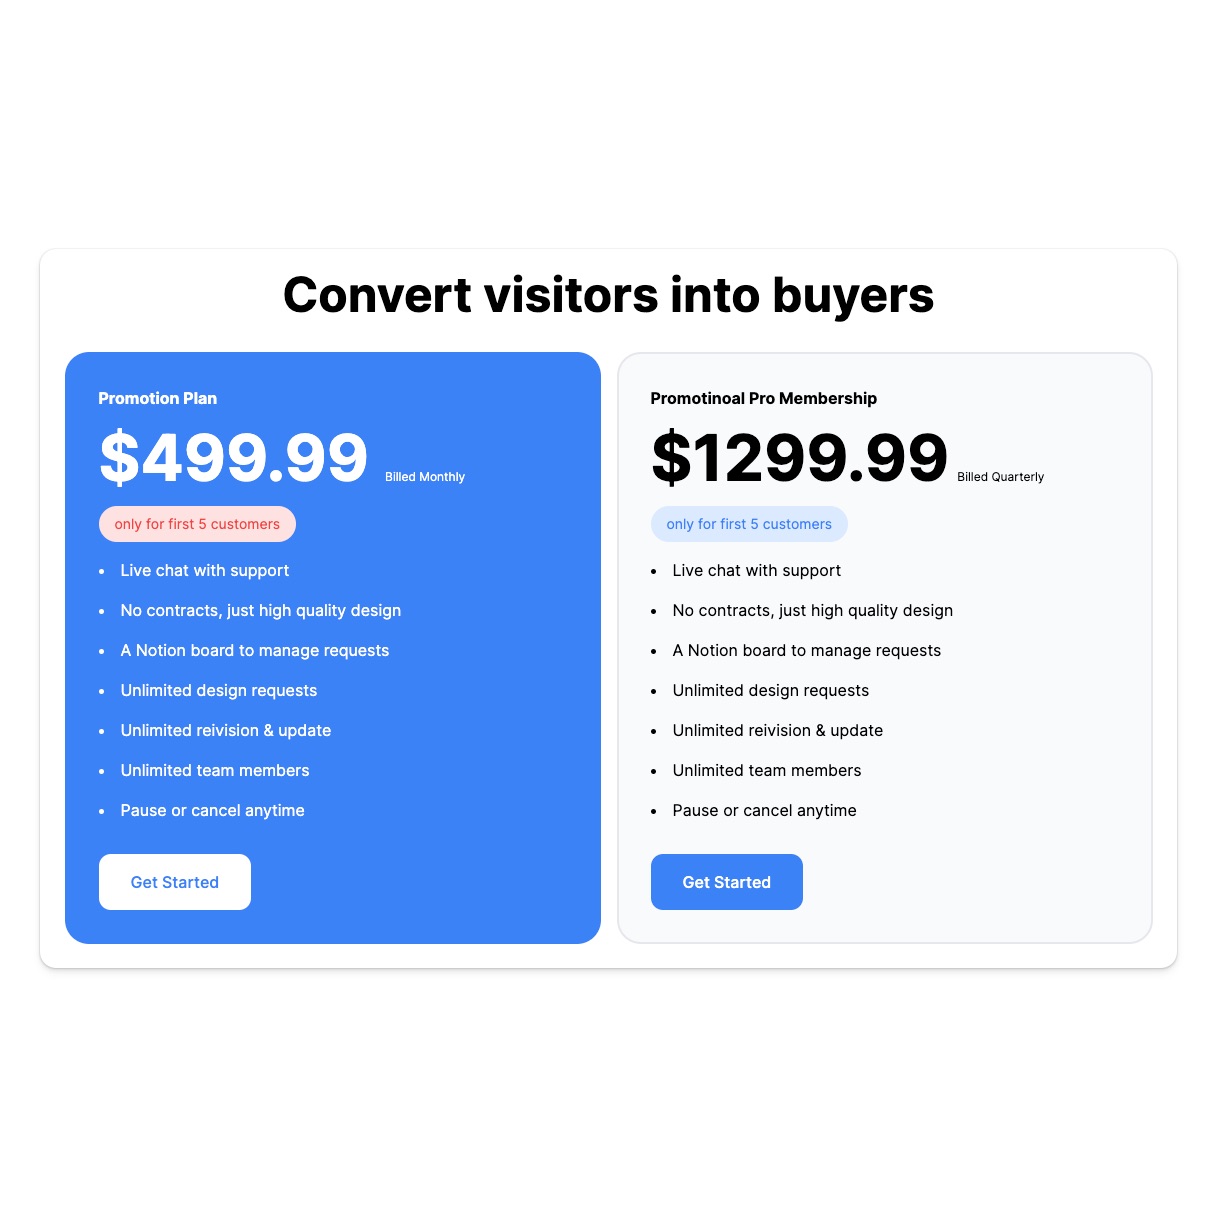 Convert visitors into buyers
Promotion Plan
$499.99 Billed Monthly
only for first 5 customers
• Live chat with support
• No contracts, just high quality design
• A Notion board to manage requests
• Unlimited design requests
• Unlimited reivision & update
• Unlimited team members
• Pause or cancel anytime
Get Started
Promotinoal Pro Membership
$1299.99 Billed Quarterly
only for first 5 customers
• Live chat with support
• No contracts, just high quality design
• A Notion board to manage requests
• Unlimited design requests
• Unlimited reivision & update
• Unlimited team members
• Pause or cancel anytime
Get Started